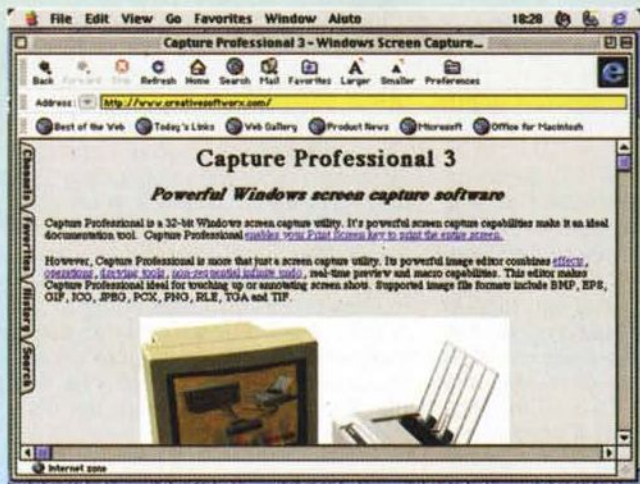 File Edit View Go Favorites Window Aiuto 18:28
Capture Professional 3 - Windows Screen Capture...
Back Forward Stop Refresh Home Search Mail Favorites Larger Smaller Preferences
Address: http://www.creativesoftworx.com/
Best of the Web Today's Links Web Gallery Product News Microsoft Office for Macintosh
Channels
Favorites
History
Search
Capture Professional 3
Powerful Windows screen capture software
Capture Professional is a 32-bit Windows screen capture utility. It's powerful screen capture capabilities make it an ideal
documentation tool. Capture Professional enables your Print Screen key to print the entire screen.
However, Capture Professional is more that just a screen capture utility. Its powerful image editor combines effects,
operations, drawing tools, non-sequential infinite undo, real-time preview and macro capabilities. This editor makes
Capture Professional ideal for touching up or annotating screen shots. Supported image file formats include BMP, EPS,
GIF, ICO, JPEG, PCX, PNG, RLE, TGA and TIF.
Internet zone